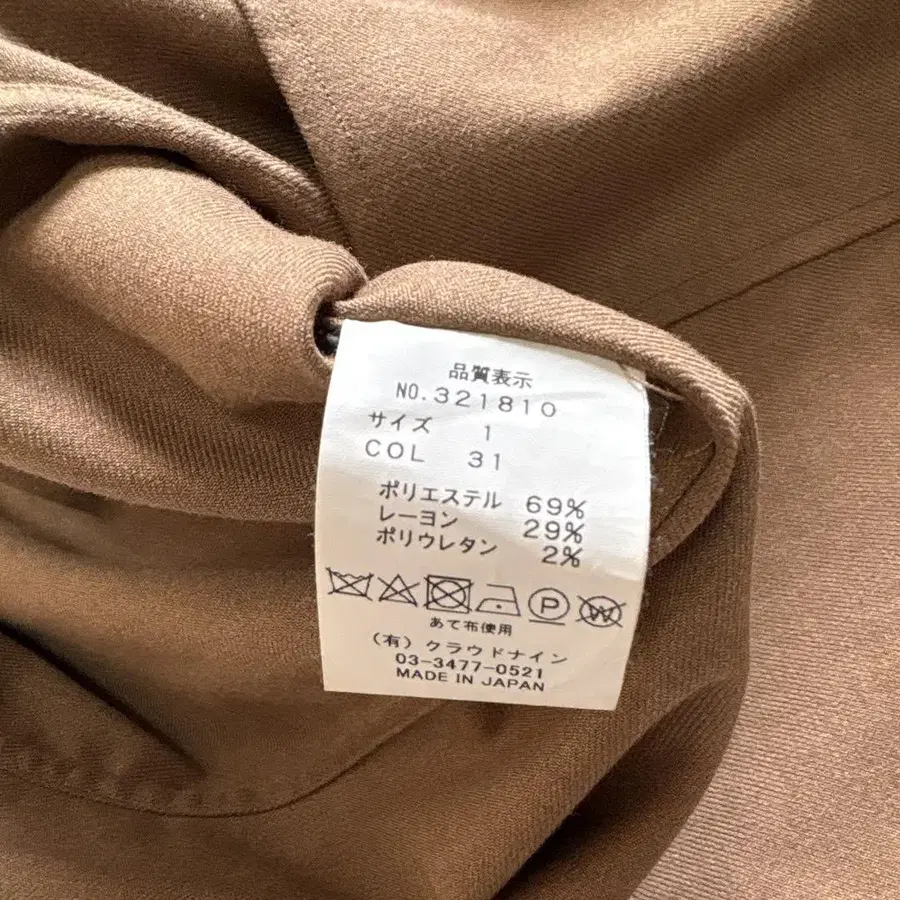 品質表示
NO.321810
サイズ 1
COL 31
ポリエステル 69%
レーヨン 29%
ポリウレタン 2%
P W
あて布使用
(有)クラウドナイン
03-3477-0521
MADE IN JAPAN